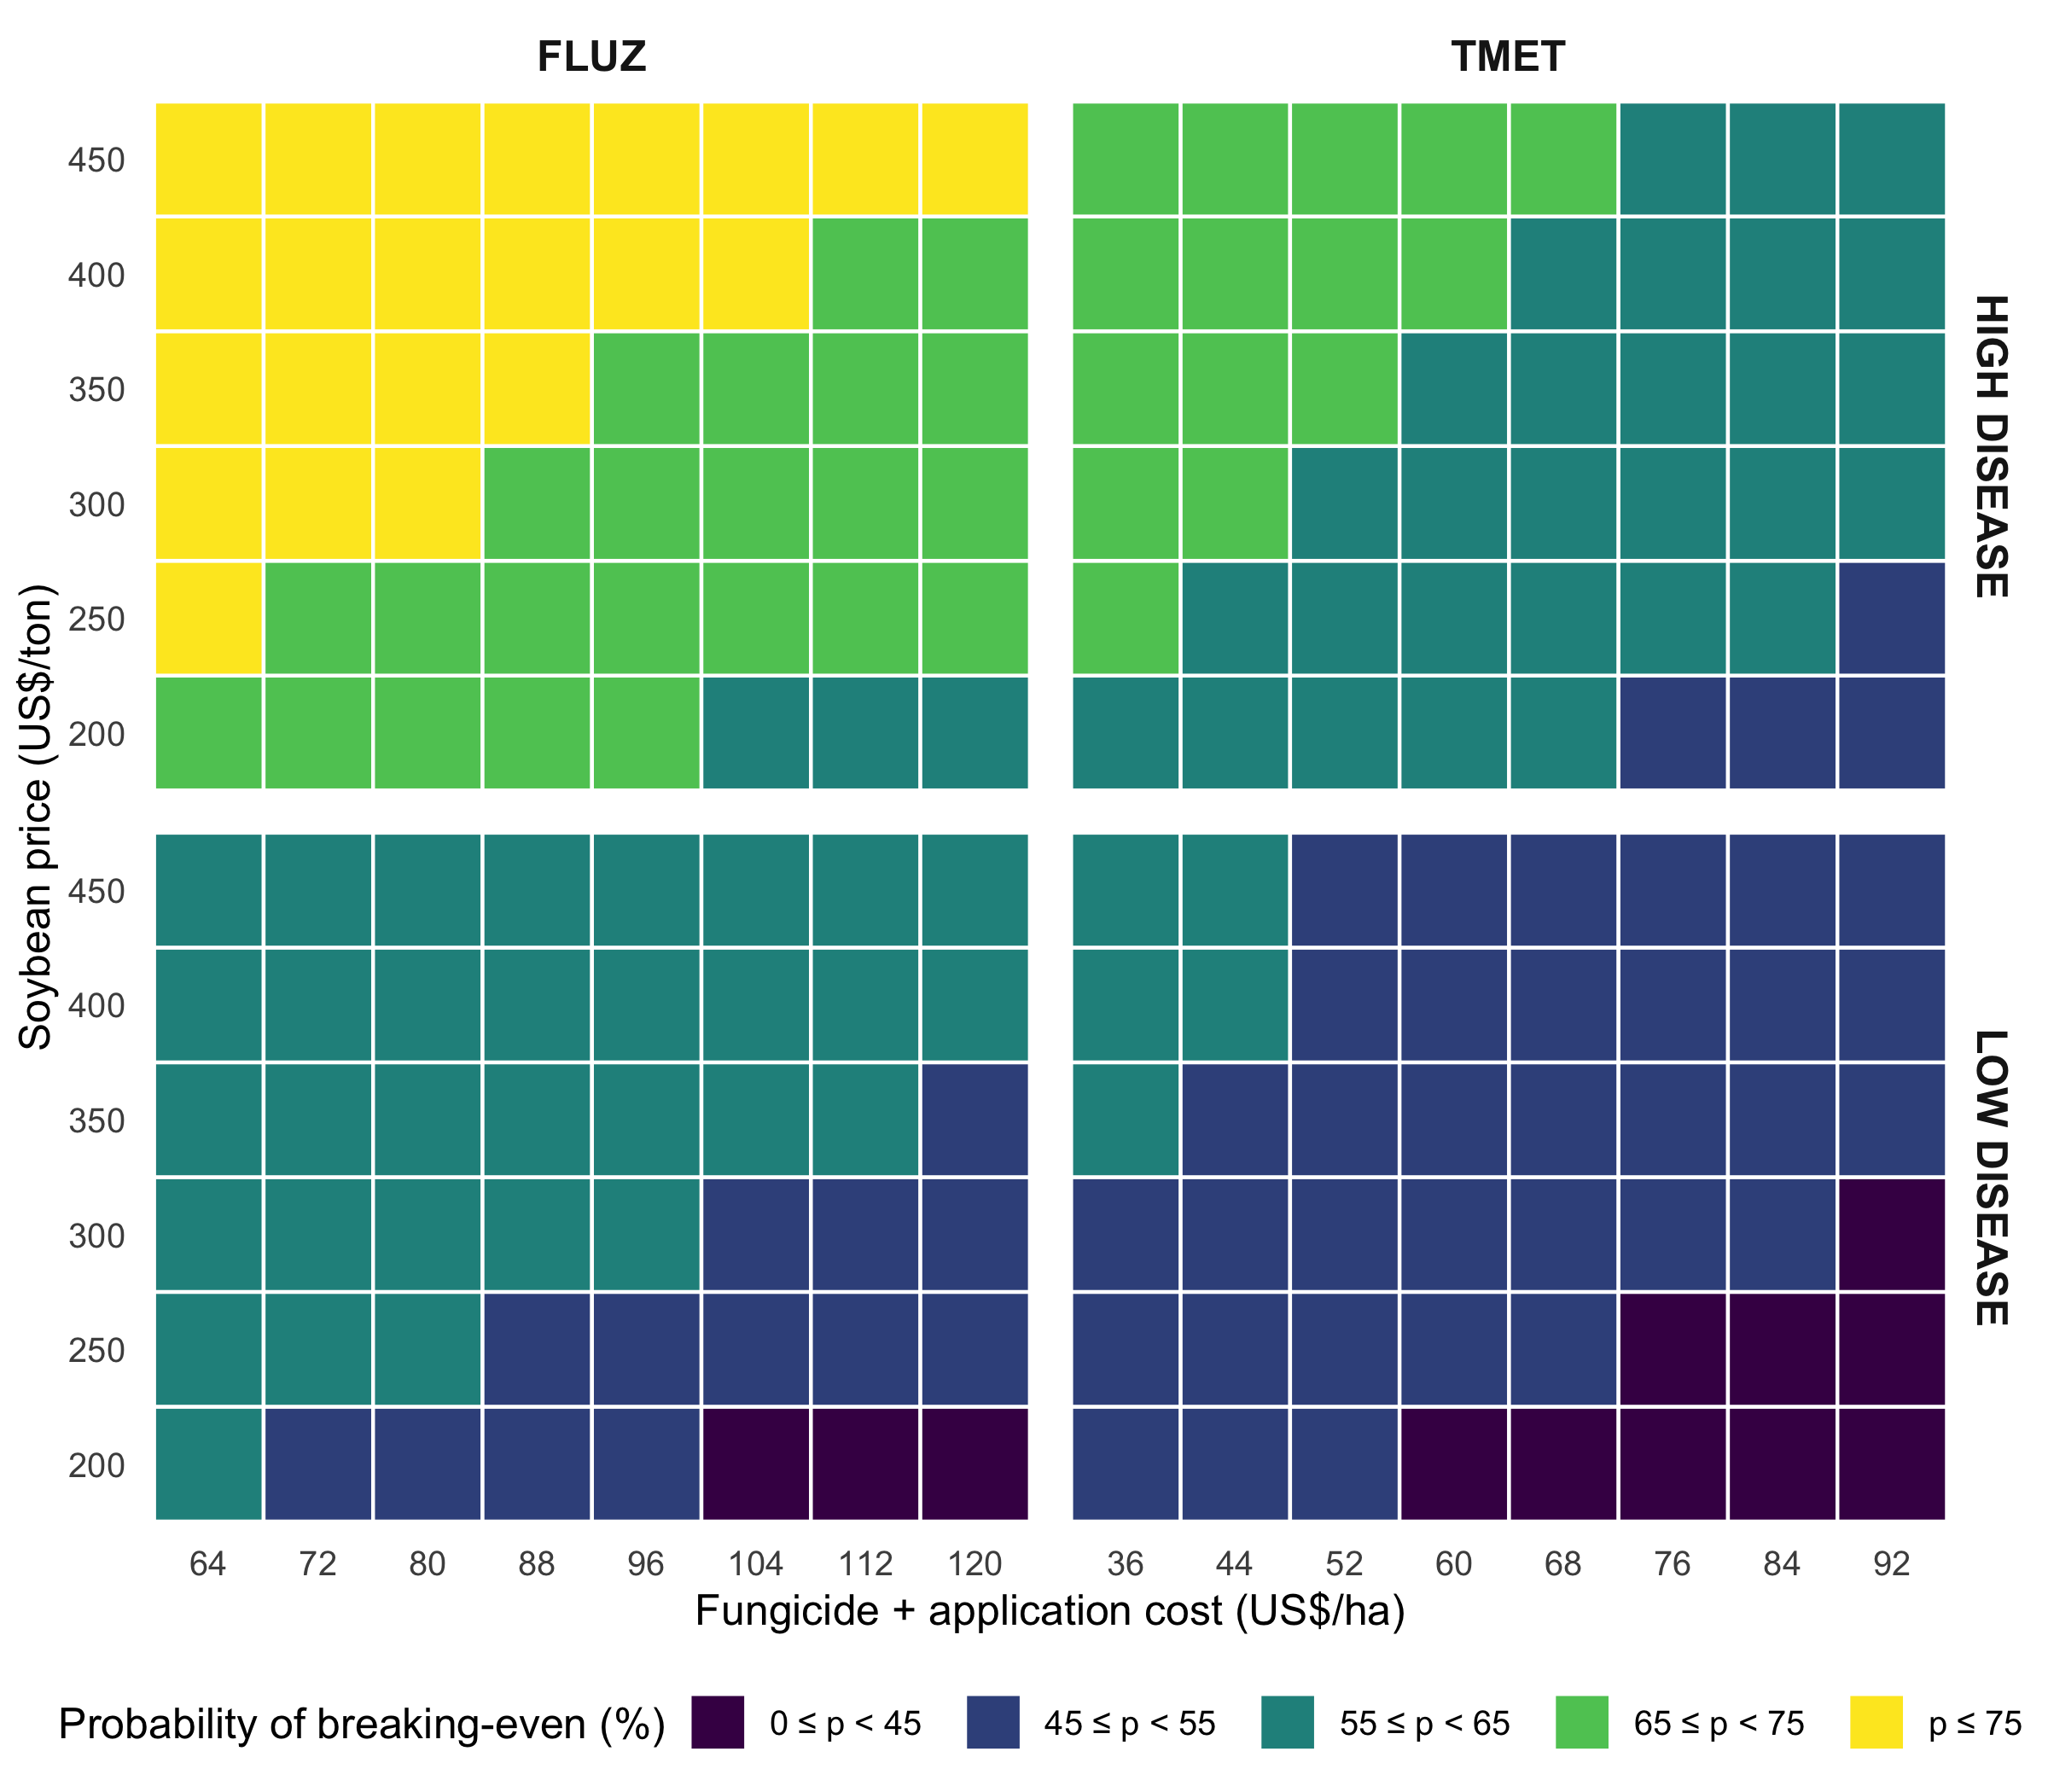 FLUZ TMET
450
400
350
300
250
200
HIGH DISEASE
Soybean price (US$/ton)
450
400
350
300
250
200
LOW DISEASE
64 72 80 88 96 104 112 120 36 44 52 60 68 76 84 92
Fungicide + application cost (US$/ha)
Probability of breaking-even (%) 0 ≤ p < 45 45 ≤ p < 55 55 ≤ p < 65 65 ≤ p < 75 p ≤ 75